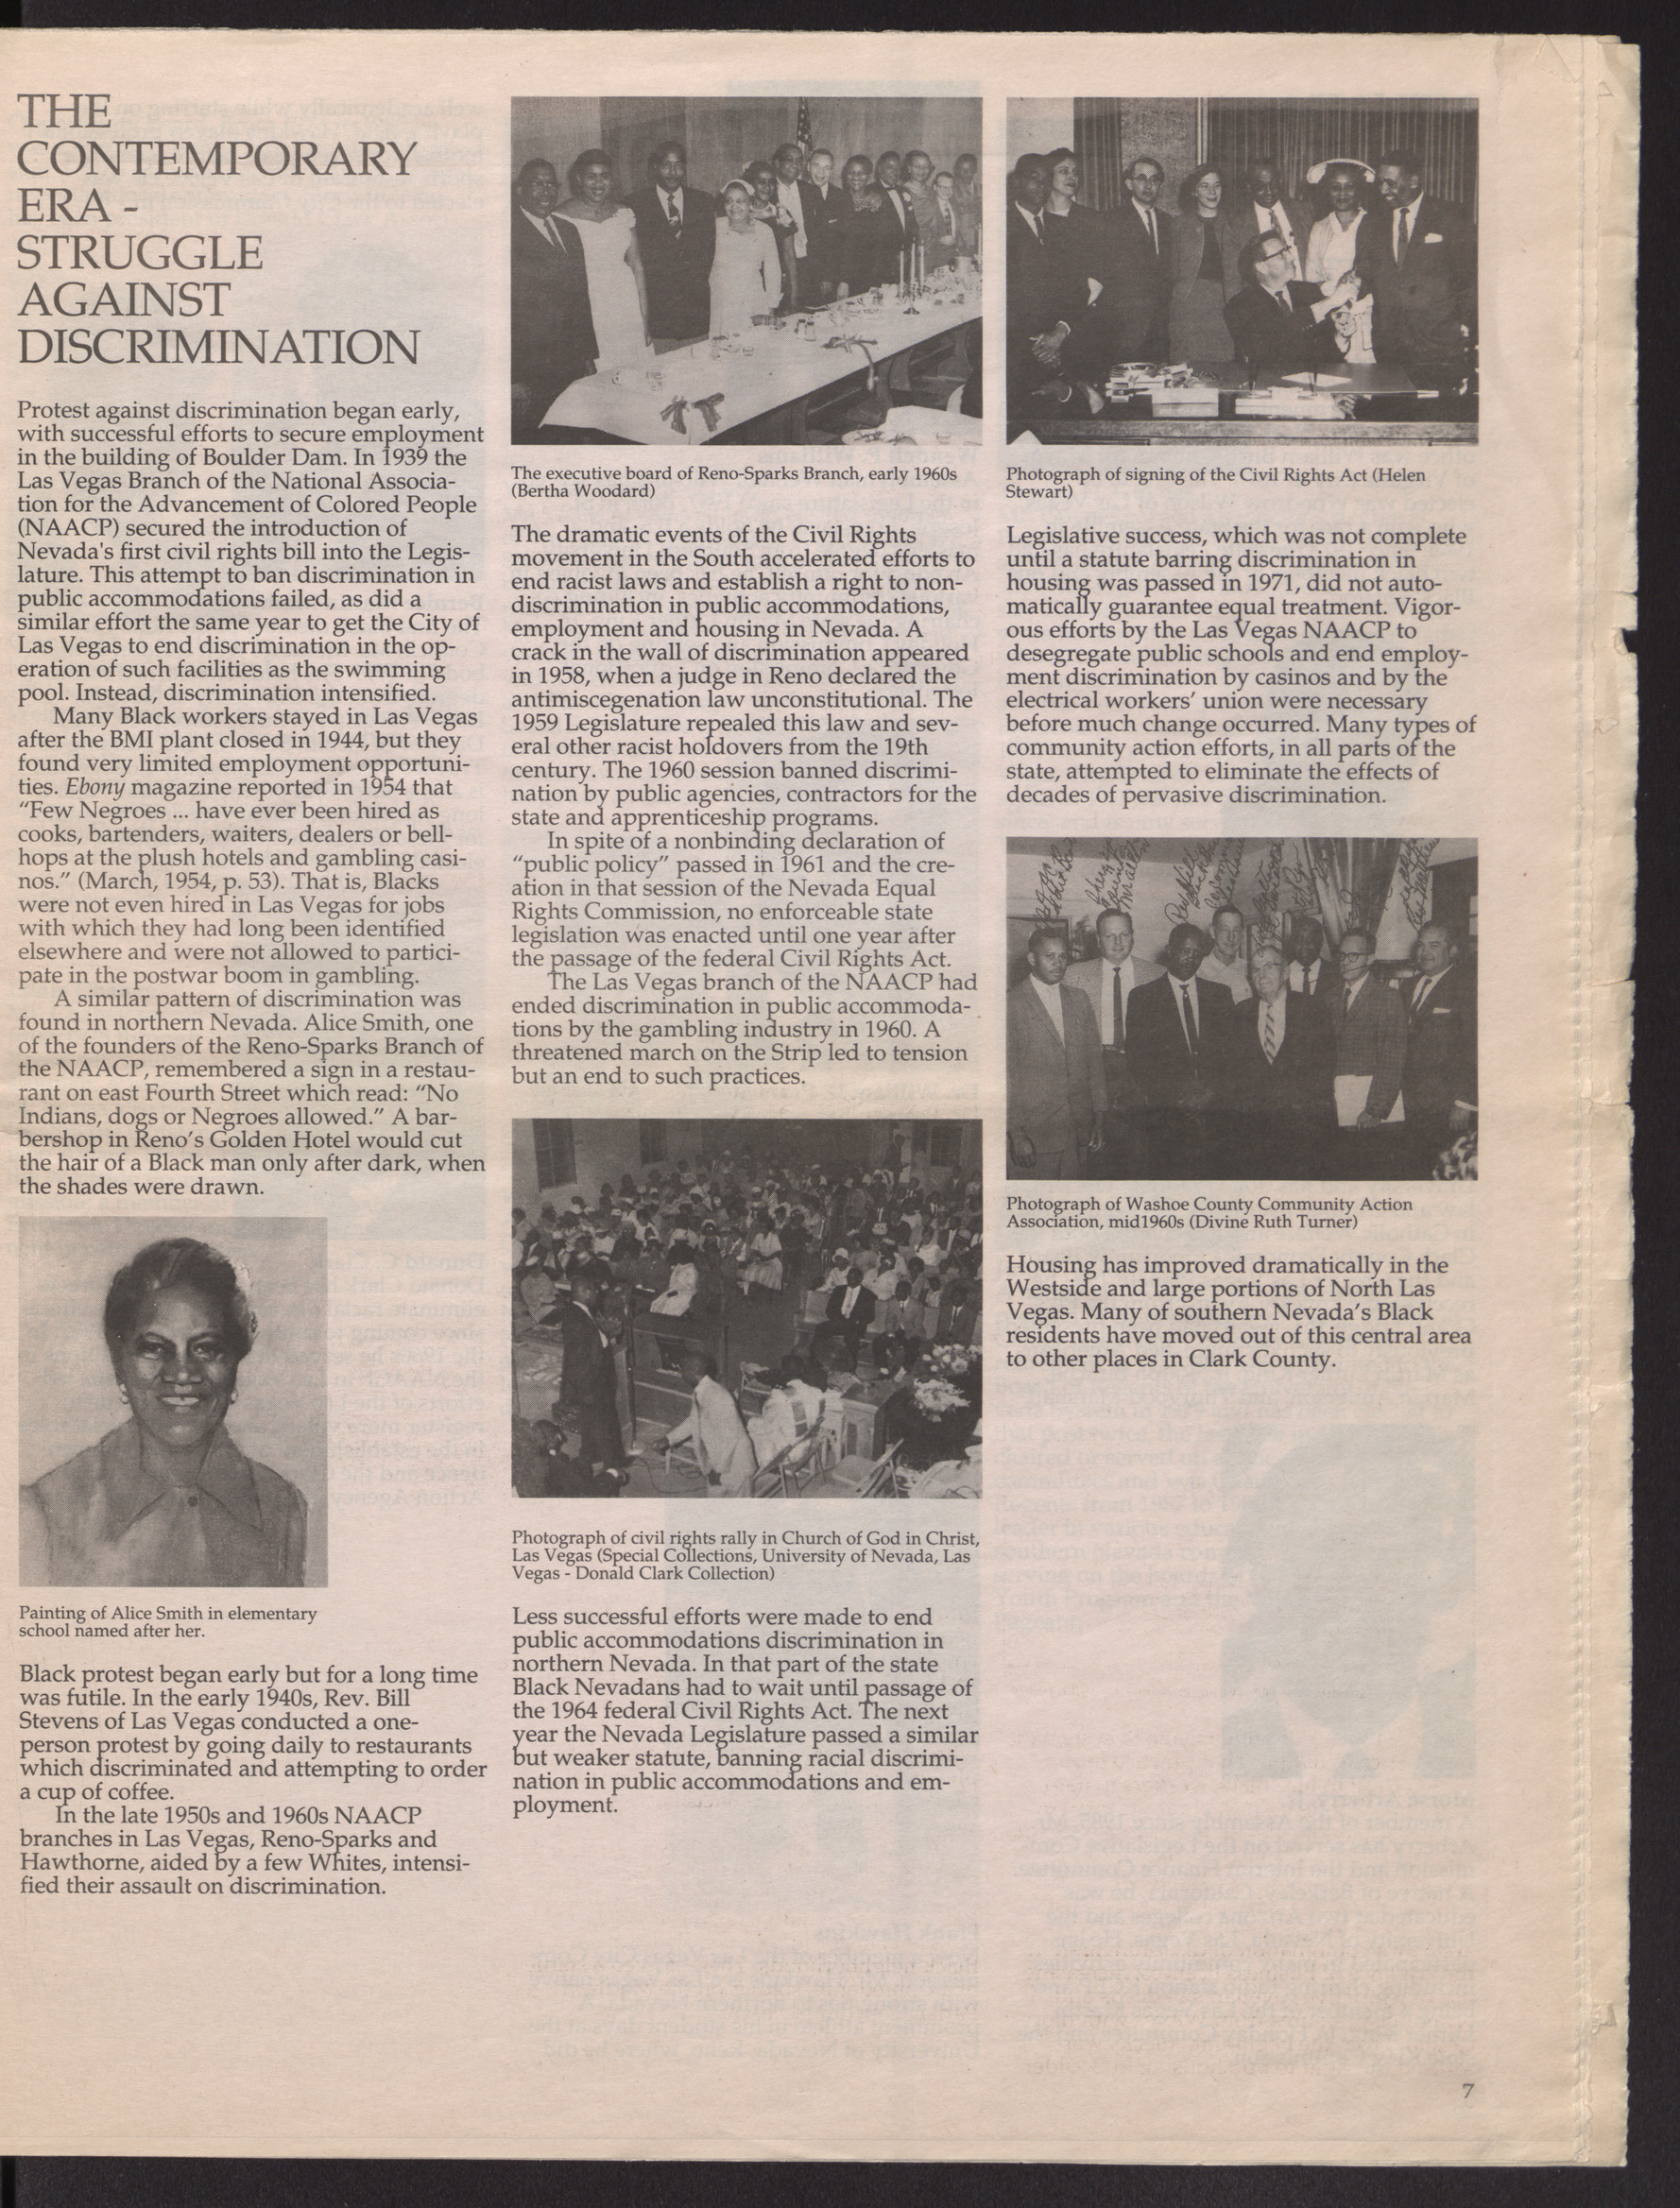 THE
CONTEMPORARY
ERA -
STRUGGLE
AGAINST
DISCRIMINATION
Protest against discrimination began early,
with successful efforts to secure employment
in the building of Boulder Dam. In 1939 the
Las Vegas Branch of the National Associa-
tion for the Advancement of Colored People
(NAACP) secured the introduction of
Nevada's first civil rights bill into the Legis-
lature. This attempt to ban discrimination in
public accommodations failed, as did a
similar effort the same year to get the City of
Las Vegas to end discrimination in the op-
eration of such facilities as the swimming
pool. Instead, discrimination intensified.
Many Black workers stayed in Las Vegas
after the BMI plant closed in 1944, but they
found very limited employment opportuni-
ties. Ebony magazine reported in 1954 that
“Few Negroes ... have ever been hired as
cooks, bartenders, waiters, dealers or bell-
hops at the plush hotels and gambling casi-
nos.” (March, 1954, p. 53). That is, Blacks
were not even hired in Las Vegas for jobs
with which they had long been identified
elsewhere and were not allowed to partici-
pate in the postwar boom in gambling.
A similar pattern of discrimination was
found in northern Nevada. Alice Smith, one
of the founders of the Reno-Sparks Branch of
the NAACP, remembered a sign in a restau-
rant on east Fourth Street which read: “No
Indians, dogs or Negroes allowed.” A bar-
bershop in Reno’s Golden Hotel would cut
the hair of a Black man only after dark, when
the shades were drawn.
Painting of Alice Smith in elementary
school named after her.
Black protest began early but for a long time
was futile. In the early 1940s, Rev. Bill
Stevens of Las Vegas conducted a one-
person protest by going daily to restaurants
which discriminated and attempting to order
a cup of coffee.
In the late 1950s and 1960s NAACP
branches in Las Vegas, Reno-Sparks and
Hawthorne, aided by a few Whites, intensi-
fied their assault on discrimination.
The executive board of Reno-Sparks Branch, early 1960s
(Bertha Woodard)
The dramatic events of the Civil Rights
movement in the South accelerated efforts to
end racist laws and establish a right to non-
discrimination in public accommodations,
employment and housing in Nevada. A
crack in the wall of discrimination appeared
in 1958, when a judge in Reno declared the
antimiscegenation law unconstitutional. The
1959 Legislature repealed this law and sev-
eral other racist holdovers from the 19th
century. The 1960 session banned discrimi-
nation by public agencies, contractors for the
state and apprenticeship programs.
In spite of a nonbinding declaration of
“public policy” passed in 1961 and the cre-
ation in that session of the Nevada Equal
Rights Commission, no enforceable state
legislation was enacted until one year after
the passage of the federal Civil Rights Act.
The Las Vegas branch of the NAACP had
ended discrimination in public accommoda-
tions by the gambling industry in 1960. A
threatened march on the Strip led to tension
but an end to such practices.
Photograph of civil rights rally in Church of God in Christ,
Las Vegas (Special Collections, University of Nevada, Las
Vegas - Donald Clark Collection)
Less successful efforts were made to end
public accommodations discrimination in
northern Nevada. In that part of the state
Black Nevadans had to wait until passage of
the 1964 federal Civil Rights Act. The next
year the Nevada Legislature passed a similar
but weaker statute, banning racial discrimi-
nation in public accommodations and em-
ployment.
Photograph of signing of the Civil Rights Act (Helen
Stewart)
Legislative success, which was not complete
until a statute barring discrimination in
housing was passed in 1971, did not auto-
matically guarantee equal treatment. Vigor-
ous efforts by the Las Vegas NAACP to
desegregate public schools and end employ-
ment discrimination by casinos and by the
electrical workers’ union were necessary
before much change occurred. Many types of
community action efforts, in all parts of the
state, attempted to eliminate the effects of
decades of pervasive discrimination.
Photograph of Washoe County Community Action
Association, mid1960s (Divine Ruth Turner)
Housing has improved dramatically in the
Westside and large portions of North Las
Vegas. Many of southern Nevada’s Black
residents have moved out of this central area
to other places in Clark County.
7